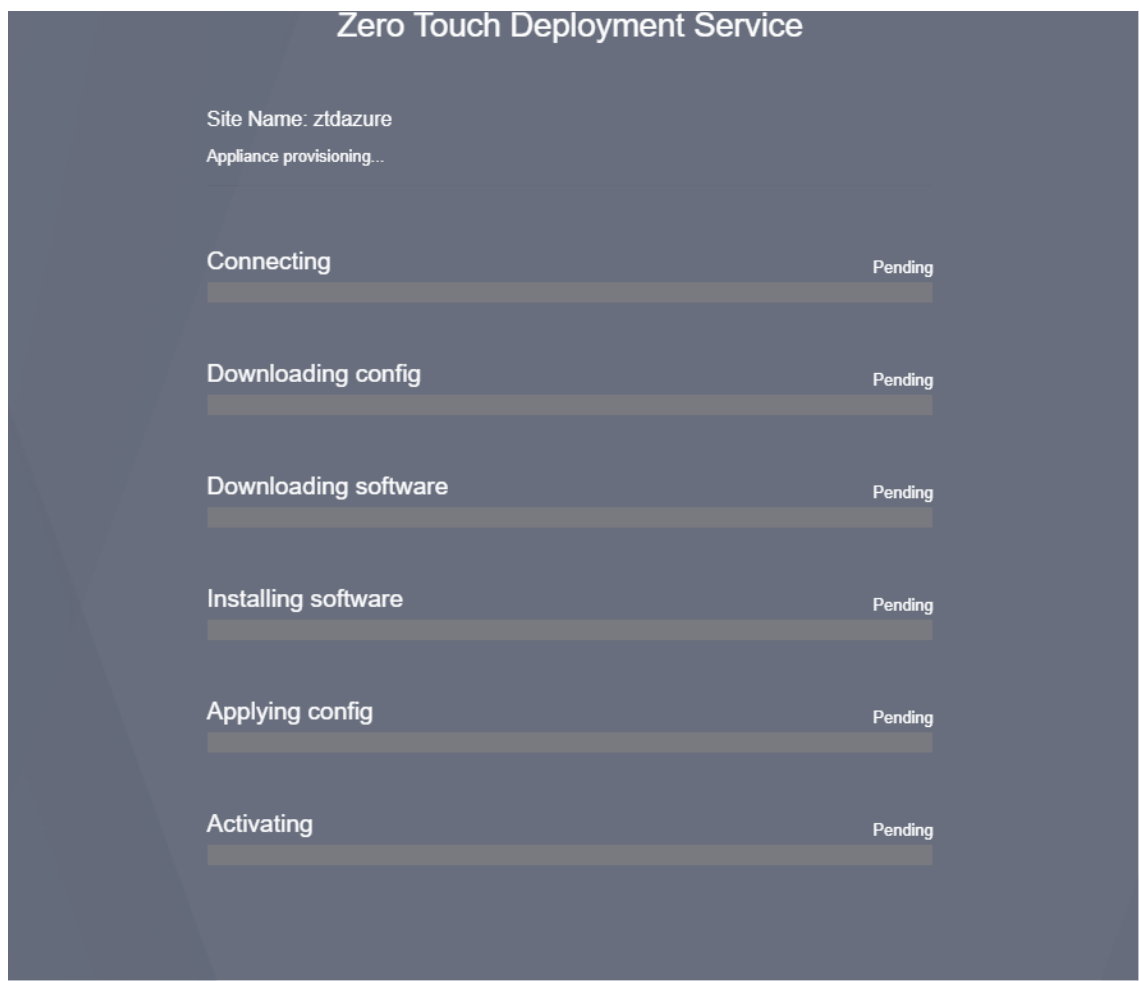 Zero Touch Deployment Service
Site Name: ztdazure
Appliance provisioning...
Connecting
Pending
Downloading config
Pending
Downloading software
Pending
Installing software
Pending
Applying config
Pending
Activating
Pending